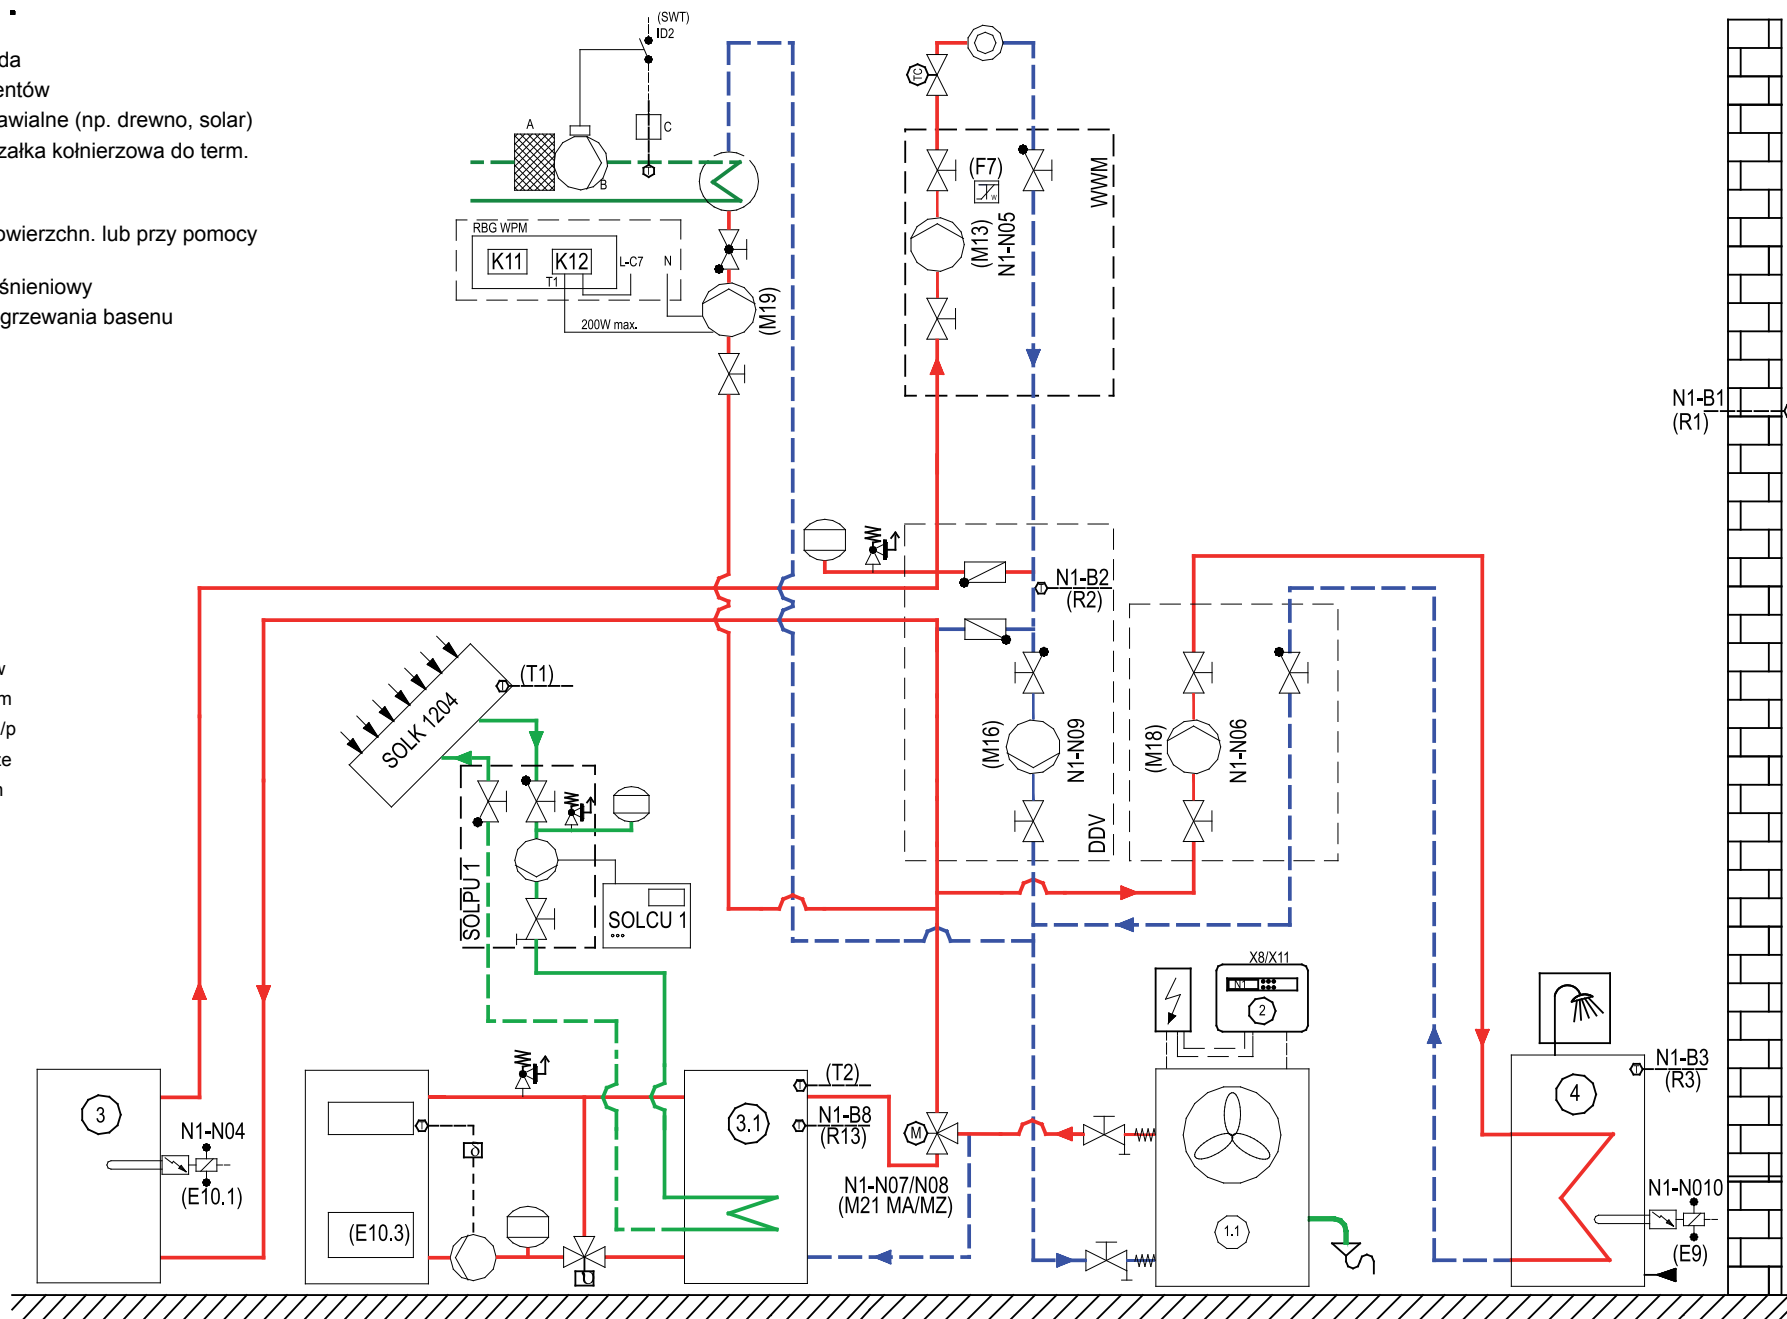 (SWT)
ID2
A
C
B
TC
RBG WPM
K11
K12
T1
L-C7
N
200W max.
(M19)
(F7)
W
(M13)
N1-N05
WWM
N1-B1
(R1)
N1-B2
(R2)
(M16)
N1-N09
DDV
(M18)
N1-N06
(T1)
SOLK 1204
SOLPU 1
SOLCU 1
X8/X11
N1
2
3
N1-N04
(E10.1)
(E10.3)
3.1
(T2)
N1-B8
(R13)
M
N1-N07/N08
(M21 MA/MZ)
1.1
4
N1-B3
(R3)
N1-N010
(E9)
da
entów
awialne (np. drewno, solar)
załka kołnierzowa do term.
owierzchn. lub przy pomocy
śnieniowy
grzewania basenu
w
m
/p